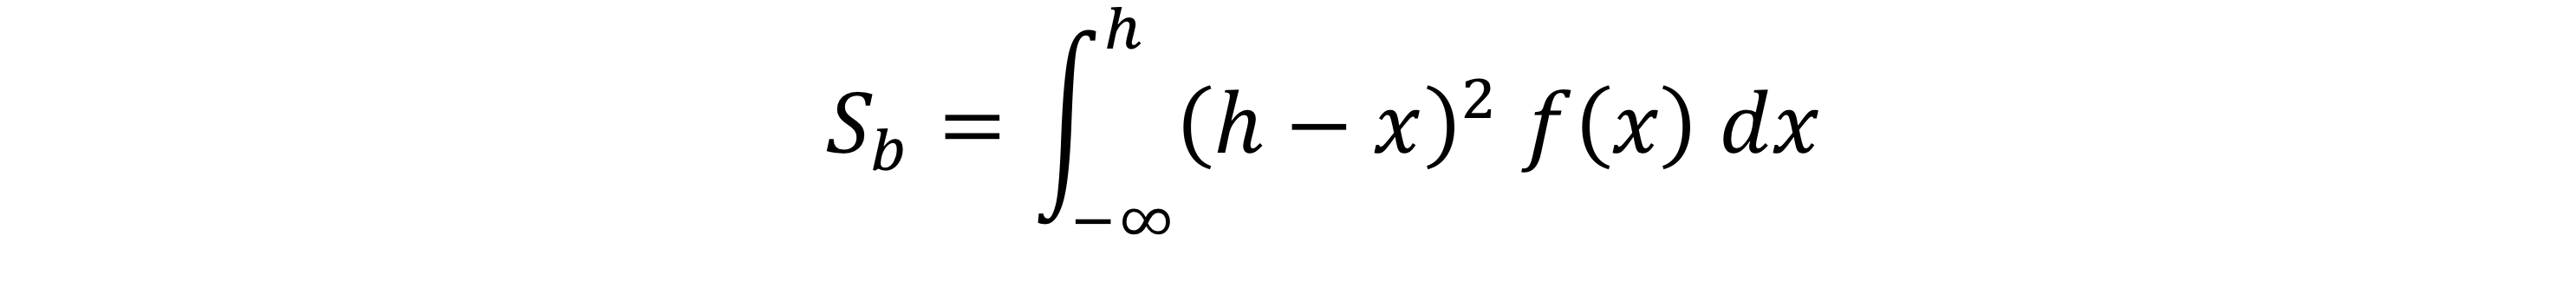 S_b = ∫_{-∞}^{h} (h − x)² f(x) dx